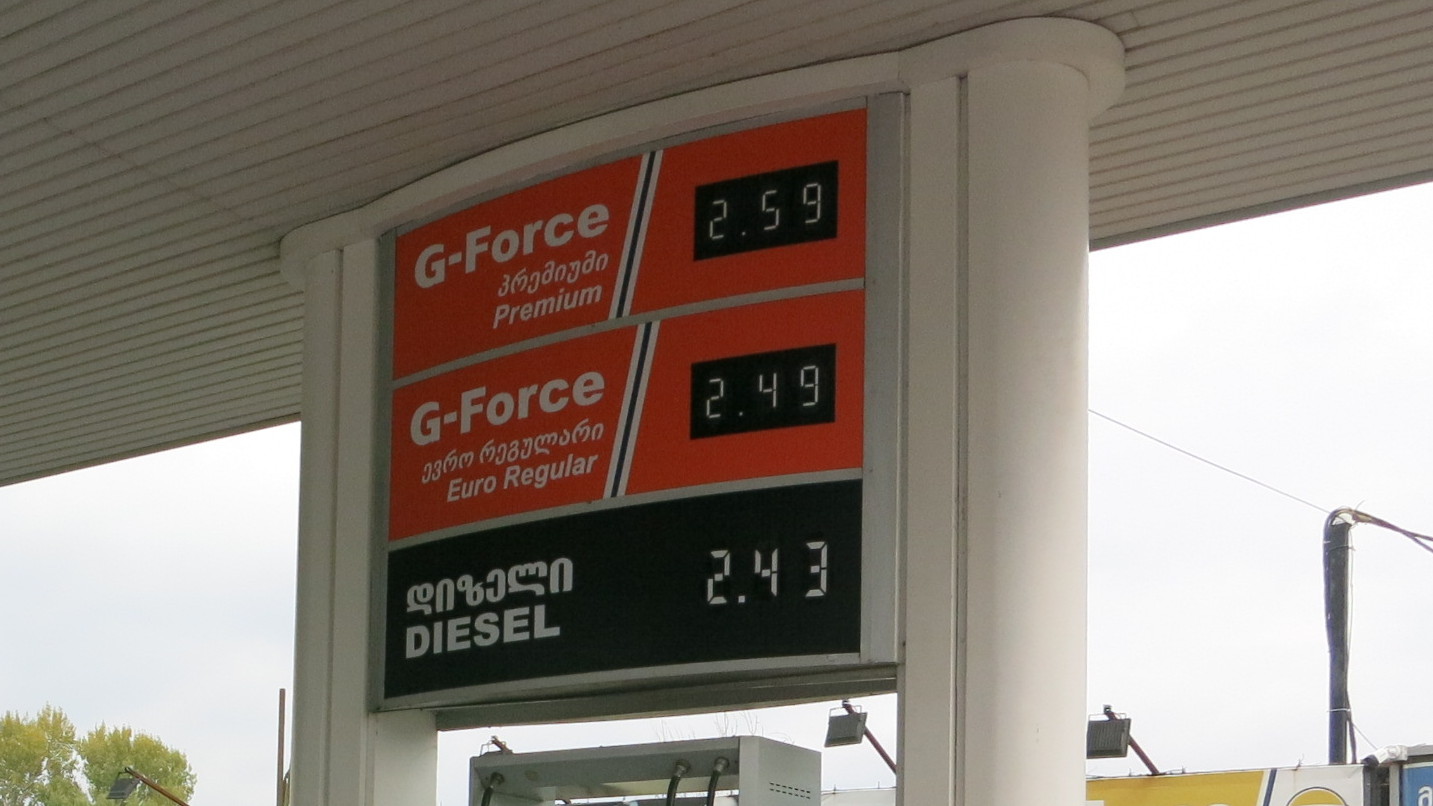 G-Force
პრემიუმი
Premium
2.59
G-Force
ევრო რეგულარი
Euro Regular
2.49
დიზელი
DIESEL
2.43